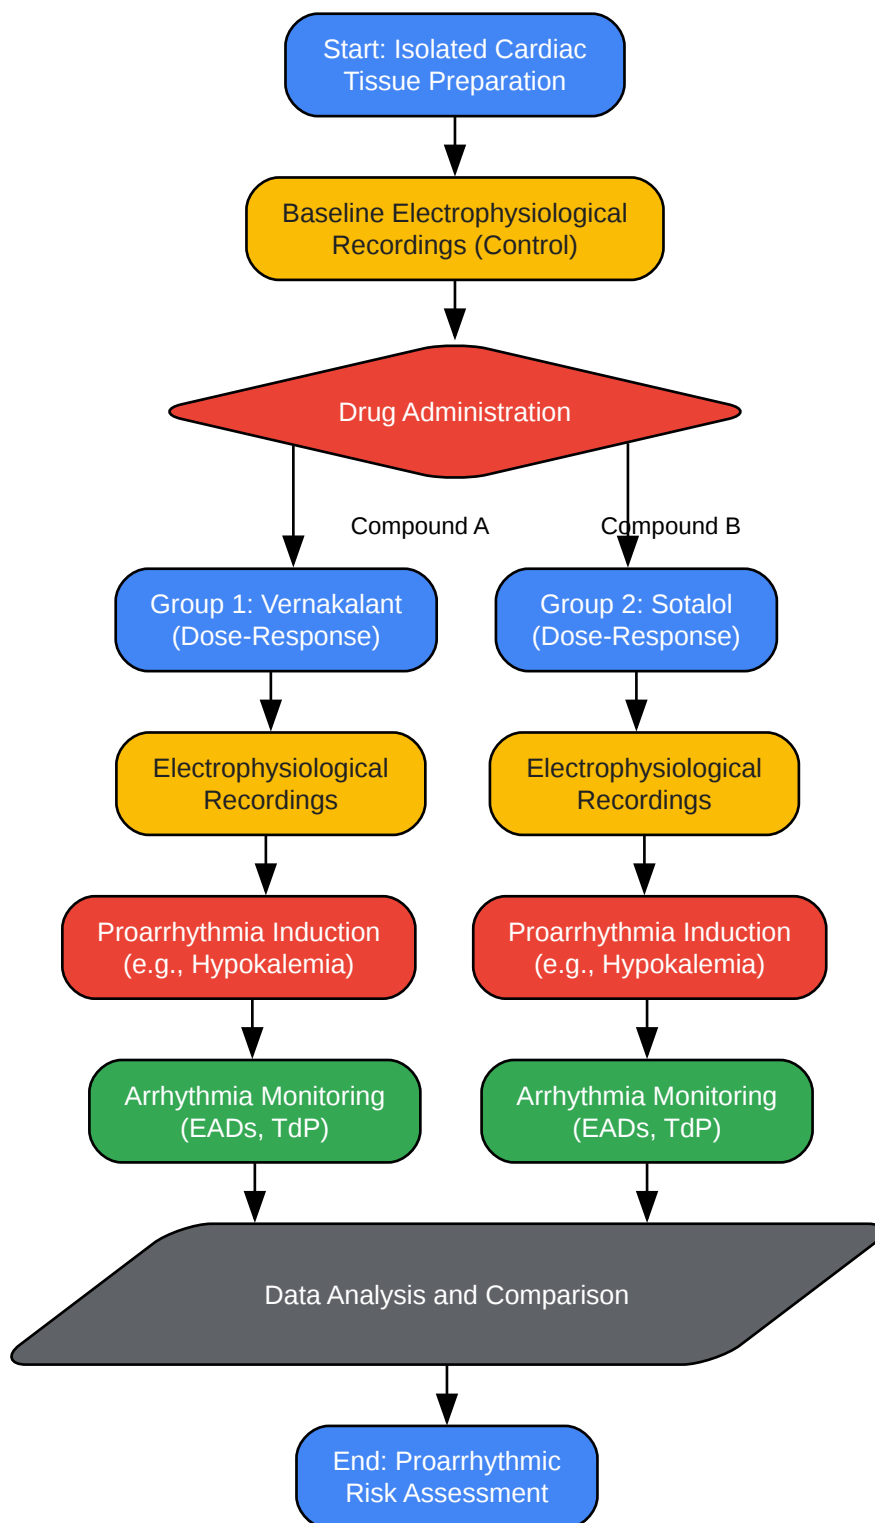 Start: Isolated Cardiac
Tissue Preparation
Baseline Electrophysiological
Recordings (Control)
Drug Administration
Compound A
Compound B
Group 1: Vernakalant
(Dose-Response)
Group 2: Sotalol
(Dose-Response)
Electrophysiological
Recordings
Electrophysiological
Recordings
Proarrhythmia Induction
(e.g., Hypokalemia)
Proarrhythmia Induction
(e.g., Hypokalemia)
Arrhythmia Monitoring
(EADs, TdP)
Arrhythmia Monitoring
(EADs, TdP)
Data Analysis and Comparison
End: Proarrhythmic
Risk Assessment